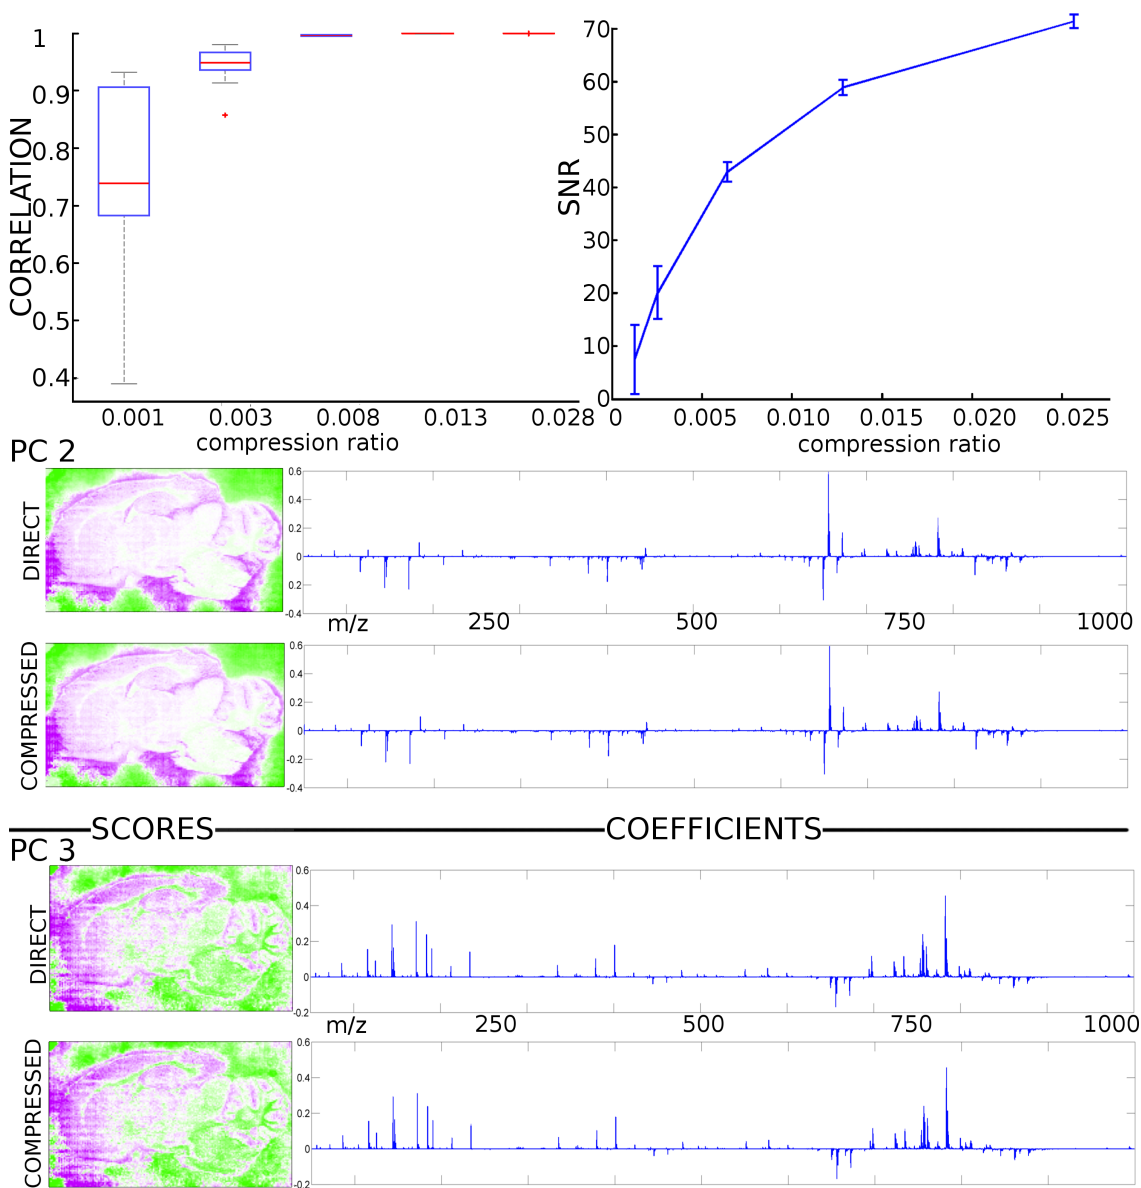 1
0.9
0.8
0.7
0.6
0.5
0.4
CORRELATION
0.001 0.003 0.008 0.013 0.028
compression ratio
70
60
50
40
30
20
10
0
SNR
0 0.005 0.010 0.015 0.020 0.025
compression ratio
PC 2
DIRECT
0.6
0.4
0.2
0
0.2
-0.4
m/z 250 500 750 1000
COMPRESSED
0.6
0.4
0.2
0
-0.2
-0.4
SCORES COEFFICIENTS
PC 3
DIRECT
0.6
0.4
0.2
0
-0.2
m/z 250 500 750 1000
COMPRESSED
0.6
0.4
0.2
0
-0.2